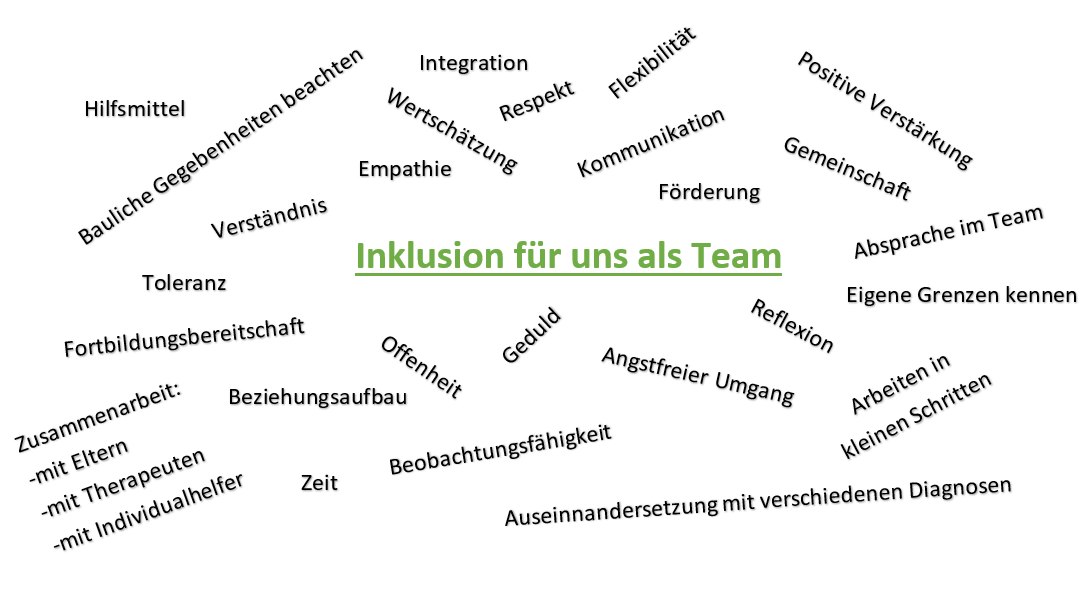 Integration
Flexibilität
Hilfsmittel
Bauliche Gegebenheiten beachten
Wertschätzung
Respekt
Positive Verstärkung
Empathie
Kommunikation
Gemeinschaft
Förderung
Verständnis
Absprache im Team
Inklusion für uns als Team
Toleranz
Eigene Grenzen kennen
Fortbildungsbereitschaft
Offenheit
Geduld
Reflexion
Angstfreier Umgang
Arbeiten in
kleinen Schritten
Beziehungsaufbau
Zusammenarbeit:
-mit Eltern
-mit Therapeuten
-mit Individualhelfer
Zeit
Beobachtungsfähigkeit
Auseinnandersetzung mit verschiedenen Diagnosen